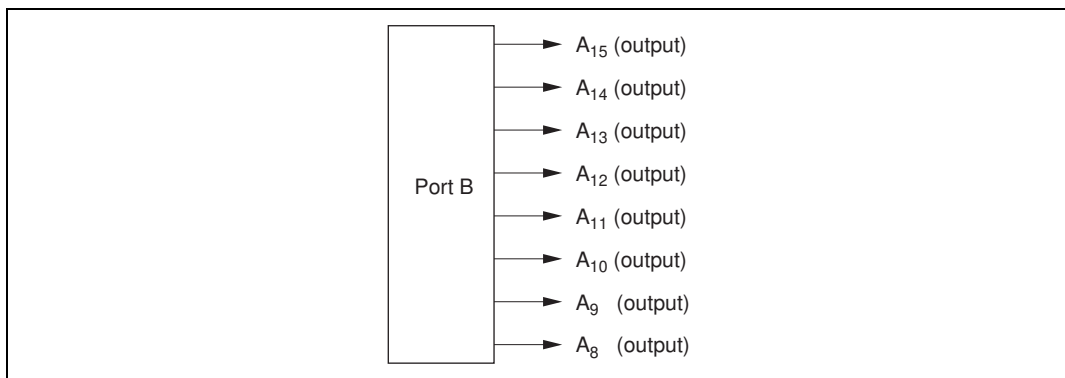 A15 (output)
A14 (output)
A13 (output)
A12 (output)
Port B
A11 (output)
A10 (output)
A9 (output)
A8 (output)